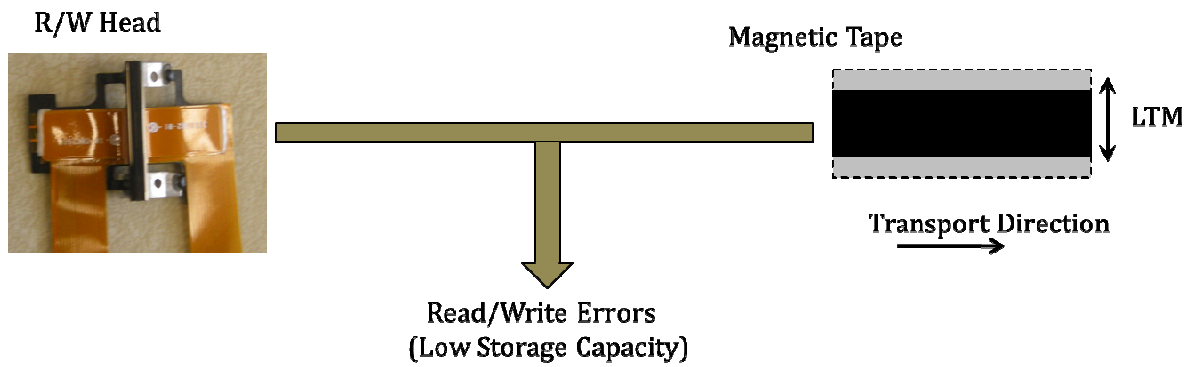 R/W Head
Magnetic Tape
LTM
Transport Direction
Read/Write Errors
(Low Storage Capacity)